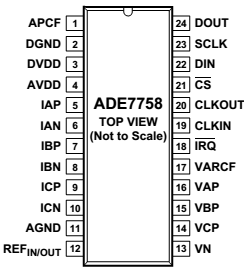 APCF 1 24 DOUT
DGND 2 23 SCLK
DVDD 3 22 DIN
AVDD 4 21 CS
IAP 5 ADE7758 20 CLKOUT
IAN 6 TOP VIEW 19 CLKIN
IBP 7 (Not to Scale) 18 IRQ
IBN 8 17 VARCF
ICP 9 16 VAP
ICN 10 15 VBP
AGND 11 14 VCP
REFIN/OUT 12 13 VN